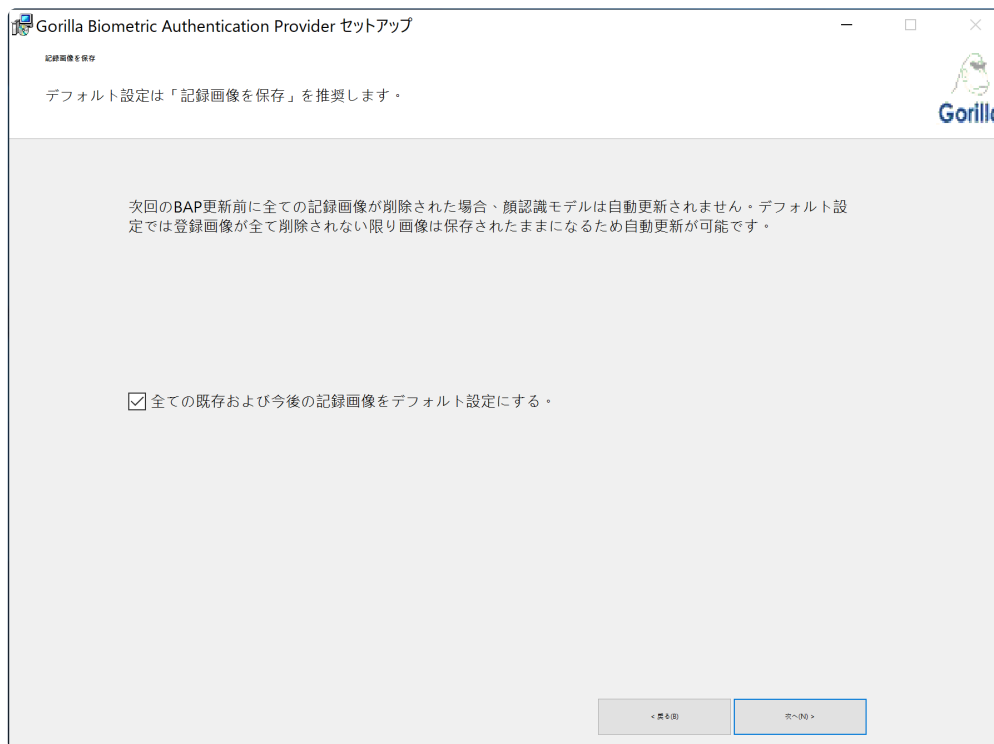 Gorilla Biometric Authentication Provider セットアップ
記録画像を保存
デフォルト設定は「記録画像を保存」を推奨します。
Gorilla
次回のBAP更新前に全ての記録画像が削除された場合、顔認識モデルは自動更新されません。デフォルト設
定では登録画像が全て削除されない限り画像は保存されたままになるため自動更新が可能です。
全ての既存および今後の記録画像をデフォルト設定にする。
< 戻る(B)
次へ(N) >